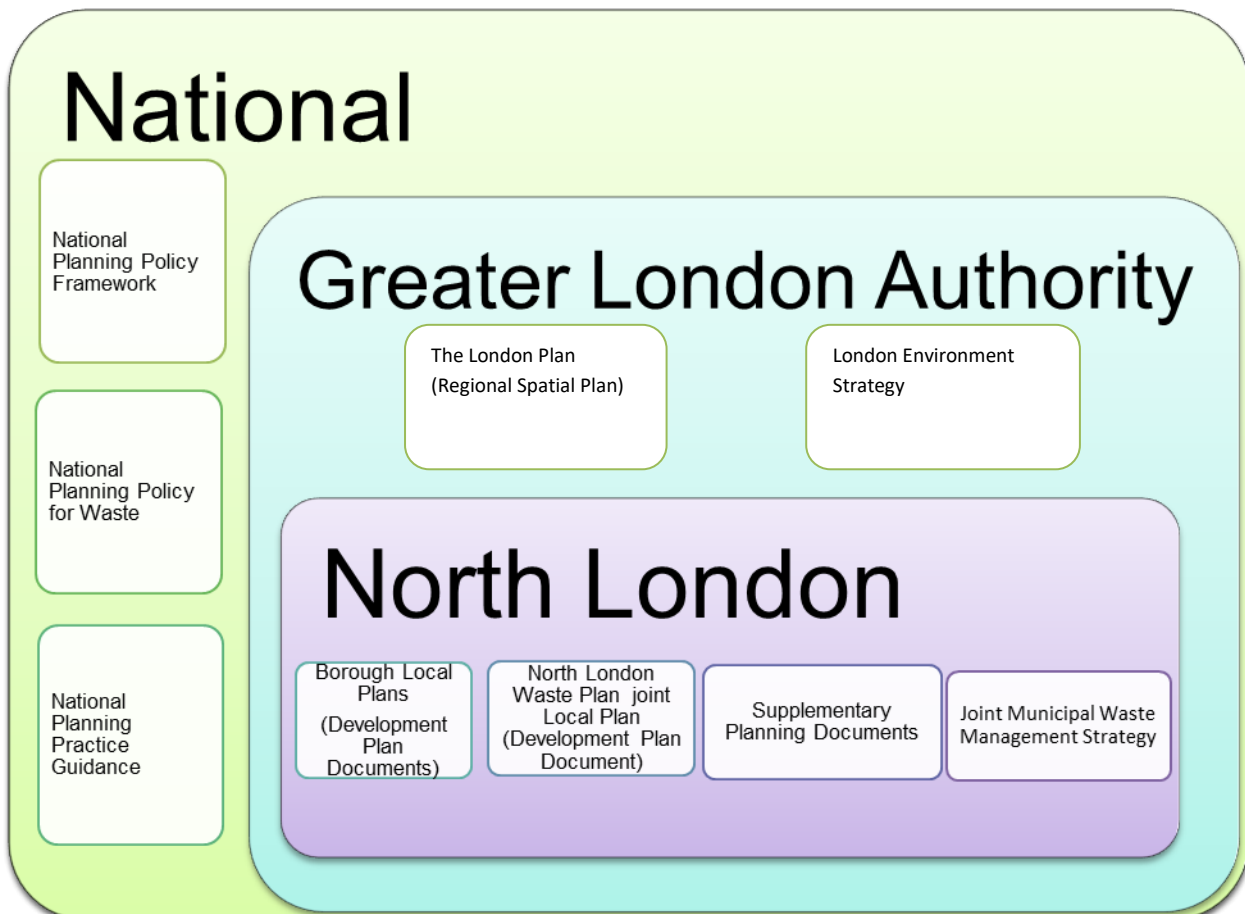 National
National
Planning Policy
Framework
National
Planning Policy
for Waste
National
Planning
Practice
Guidance
Greater London Authority
The London Plan
(Regional Spatial Plan)
London Environment
Strategy
North London
Borough Local
Plans
(Development
Plan
Documents)
North London
Waste Plan joint
Local Plan
(Development Plan
Document)
Supplementary
Planning Documents
Joint Municipal Waste
Management Strategy